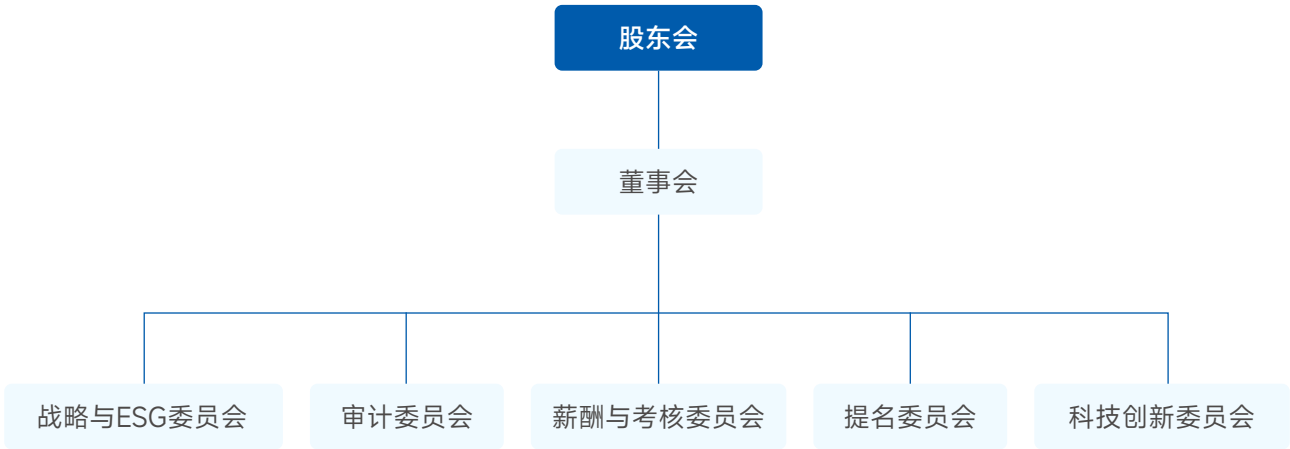 股东会
董事会
战略与ESG委员会
审计委员会
薪酬与考核委员会
提名委员会
科技创新委员会